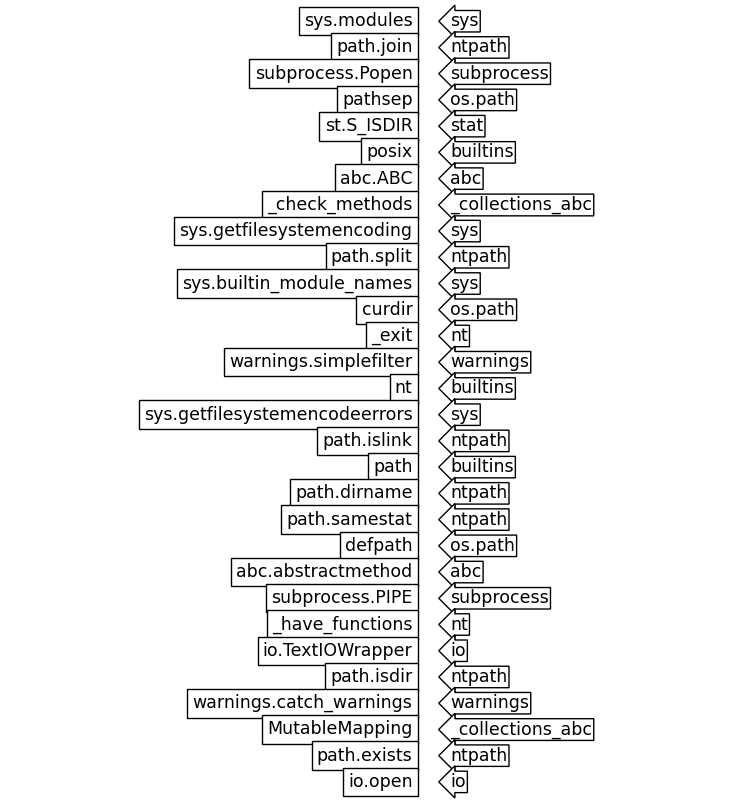 sys.modules sys
path.join ntpath
subprocess.Popen subprocess
pathsep os.path
st.S_ISDIR stat
posix builtins
abc.ABC abc
_check_methods _collections_abc
sys.getfilesystemencoding sys
path.split ntpath
sys.builtin_module_names sys
curdir os.path
_exit nt
warnings.simplefilter warnings
nt builtins
sys.getfilesystemencodeerrors sys
path.islink ntpath
path builtins
path.dirname ntpath
path.samestat ntpath
defpath os.path
abc.abstractmethod abc
subprocess.PIPE subprocess
_have_functions nt
io.TextIOWrapper io
path.isdir ntpath
warnings.catch_warnings warnings
MutableMapping _collections_abc
path.exists ntpath
io.open io